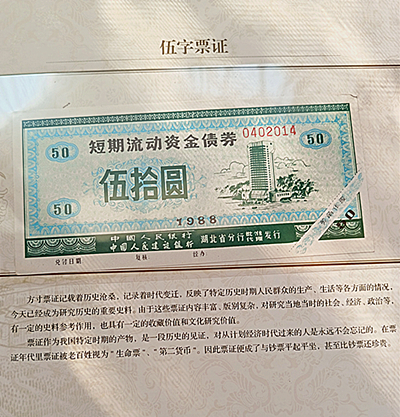 伍字票证
50
短期流动资金债券
0402014
50
伍拾圆
50
1988
中国人民银行
中国人民建设银行
湖北省分行
批准
代理
发行
兑付日期 复核 经办
方寸票证记载着历史沧桑、记录着时代变迁,反映了特定历史时期人民群众的生产、生活等各方面的情况,
今天已经成为研究历史的重要史料。由于这些票证内容丰富、版别复杂,对研究当地当时的社会、经济、政治等,
有一定的史料参考作用,也具有一定的收藏价值和文化研究价值。
票证作为我国特定时期的产物,是一段历史的见证,对从计划经济时代过来的人是永远不会忘记的。在票
证年代里票证被老百姓视为“生命票”、“第二货币”。因此票证便成了与钞票平起平坐,甚至比钞票还珍贵。